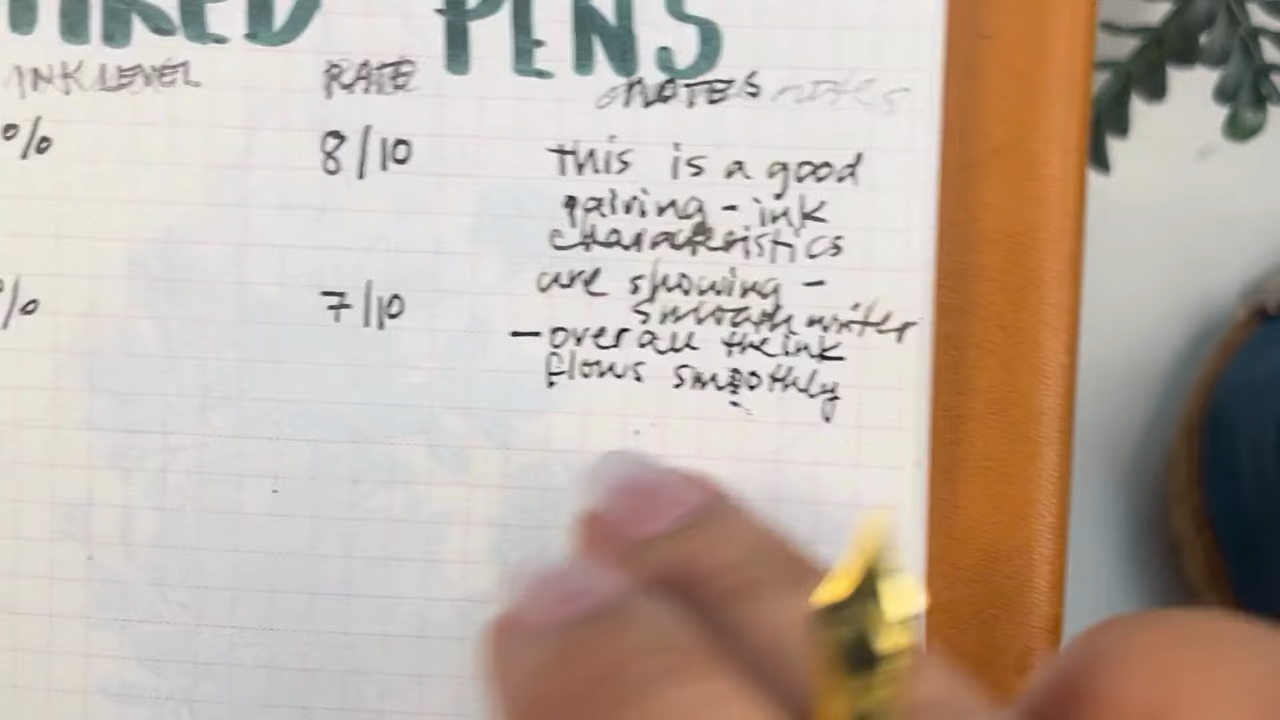 PENS
INK LEVEL RATE NOTES notes
% 8/10 this is a good
pairing - ink
characteristics
% 7/10 are showing -
smooth writer
- overall the ink
flows smoothly